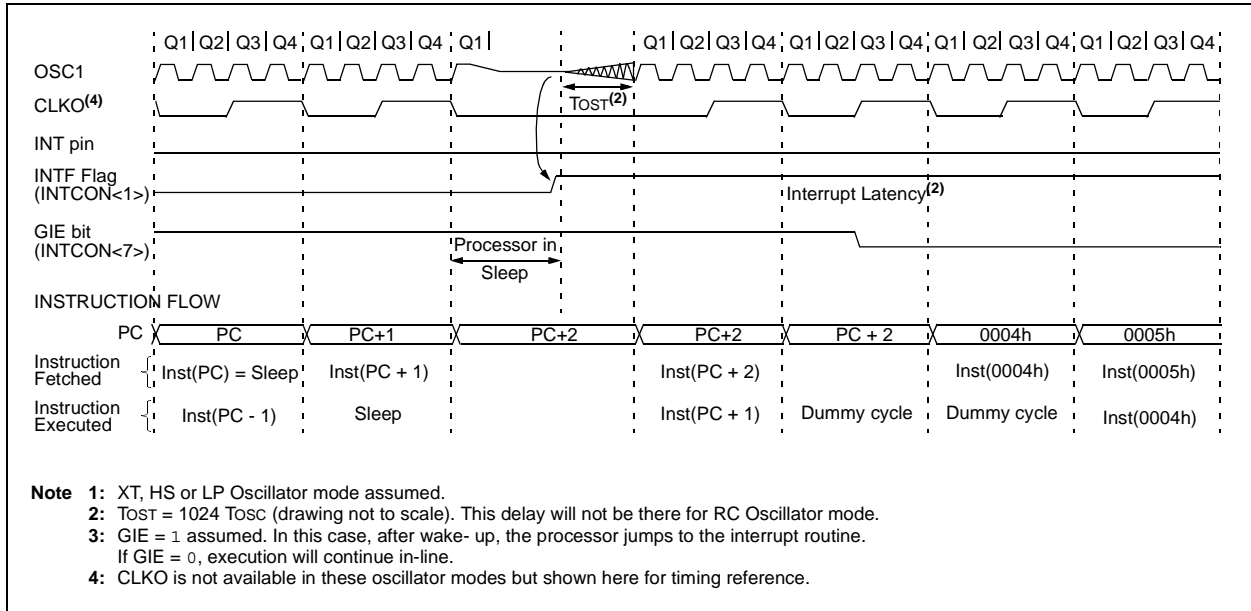 Q1 Q2 Q3 Q4 Q1 Q2 Q3 Q4 Q1 Q1 Q2 Q3 Q4 Q1 Q2 Q3 Q4 Q1 Q2 Q3 Q4 Q1 Q2 Q3 Q4
OSC1
CLKO(4)
TOST(2)
INT pin
INTF Flag
(INTCON<1>)
Interrupt Latency(2)
GIE bit
(INTCON<7>)
Processor in
Sleep
INSTRUCTION FLOW
PC PC PC+1 PC+2 PC+2 PC + 2 0004h 0005h
Instruction
Fetched
Inst(PC) = Sleep Inst(PC + 1) Inst(PC + 2) Inst(0004h) Inst(0005h)
Instruction
Executed
Inst(PC - 1) Sleep Inst(PC + 1) Dummy cycle Dummy cycle Inst(0004h)
Note 1: XT, HS or LP Oscillator mode assumed.
2: TOST = 1024 TOSC (drawing not to scale). This delay will not be there for RC Oscillator mode.
3: GIE = 1 assumed. In this case, after wake- up, the processor jumps to the interrupt routine.
If GIE = 0, execution will continue in-line.
4: CLKO is not available in these oscillator modes but shown here for timing reference.